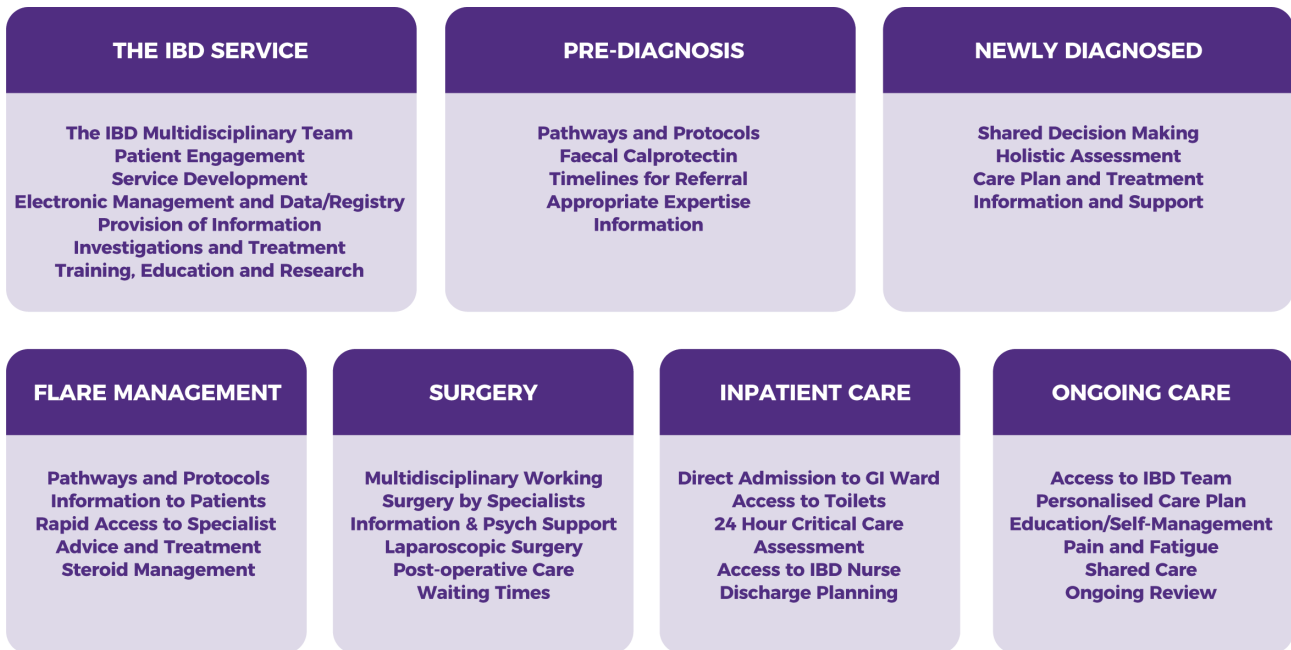 THE IBD SERVICE
The IBD Multidisciplinary Team
Patient Engagement
Service Development
Electronic Management and Data/Registry
Provision of Information
Investigations and Treatment
Training, Education and Research
PRE-DIAGNOSIS
Pathways and Protocols
Faecal Calprotectin
Timelines for Referral
Appropriate Expertise
Information
NEWLY DIAGNOSED
Shared Decision Making
Holistic Assessment
Care Plan and Treatment
Information and Support
FLARE MANAGEMENT
Pathways and Protocols
Information to Patients
Rapid Access to Specialist
Advice and Treatment
Steroid Management
SURGERY
Multidisciplinary Working
Surgery by Specialists
Information & Psych Support
Laparoscopic Surgery
Post-operative Care
Waiting Times
INPATIENT CARE
Direct Admission to GI Ward
Access to Toilets
24 Hour Critical Care
Assessment
Access to IBD Nurse
Discharge Planning
ONGOING CARE
Access to IBD Team
Personalised Care Plan
Education/Self-Management
Pain and Fatigue
Shared Care
Ongoing Review